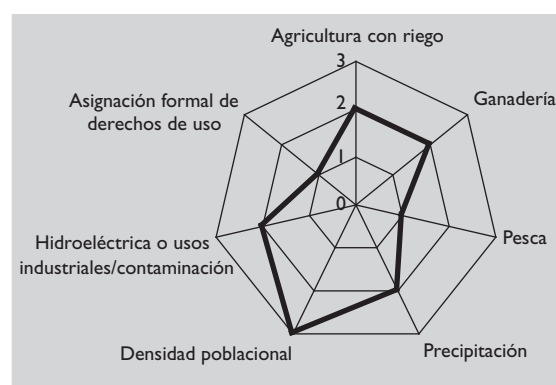 Agricultura con riego
3
Asignación formal de
derechos de uso
2
Ganadería
1
0
Hidroeléctrica o usos
industriales/contaminación
Pesca
Densidad poblacional
Precipitación